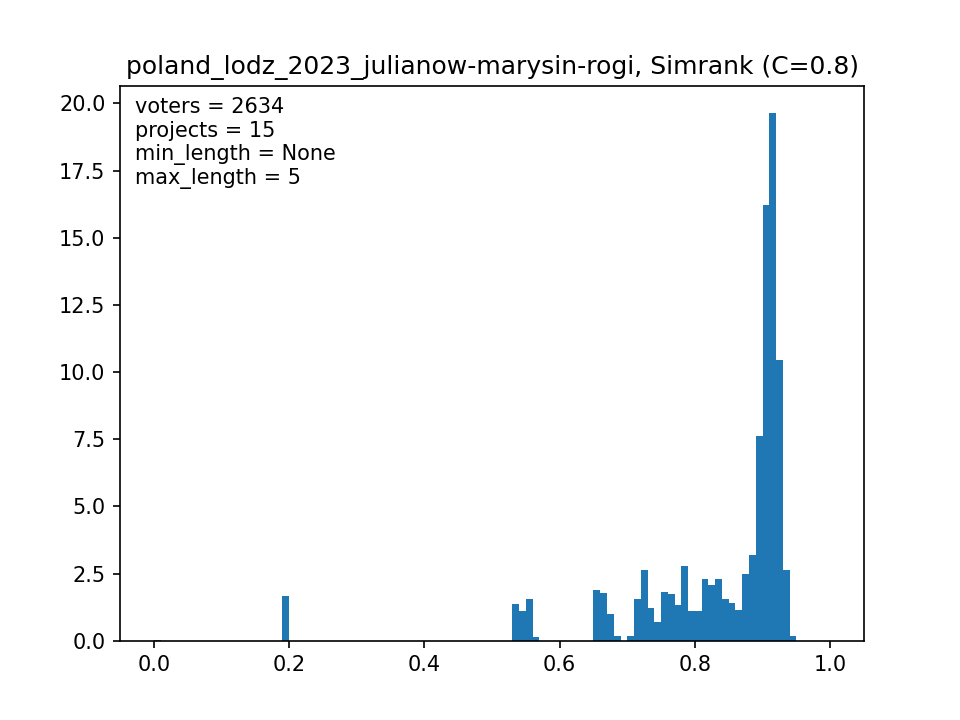 poland_lodz_2023_julianow-marysin-rogi, Simrank (C=0.8)
voters = 2634
projects = 15
min_length = None
max_length = 5
20.0
17.5
15.0
12.5
10.0
7.5
5.0
2.5
0.0
0.0 0.2 0.4 0.6 0.8 1.0